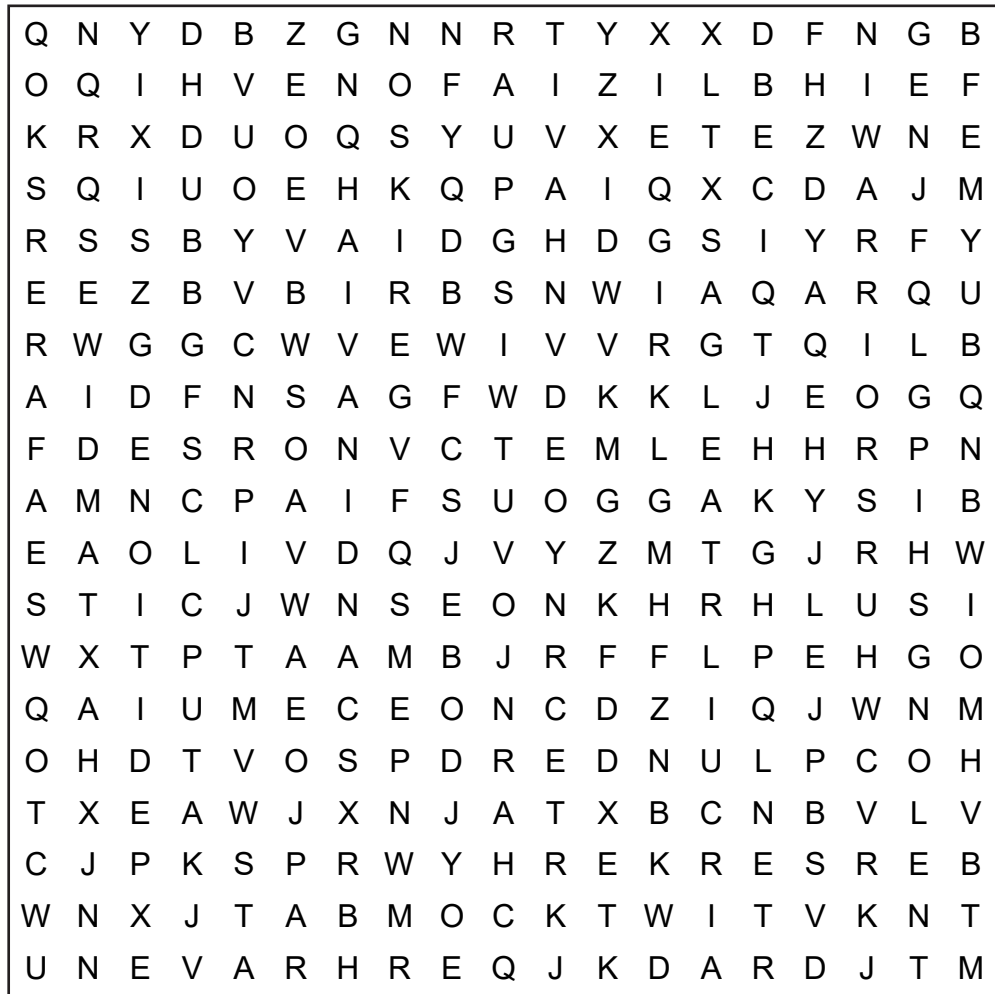 Q N Y D B Z G N N R T Y X X D F N G B
O Q I H V E N O F A I Z I L B H I E F
K R X D U O Q S Y U V X E T E Z W N E
S Q I U O E H K Q P A I Q X C D A J M
R S S B Y V A I D G H D G S I Y R F Y
E E Z B V B I R B S N W I A Q A R Q U
R W G G C W V E W I V V R G T Q I L B
A I D F N S A G F W D K K L J E O G Q
F D E S R O N V C T E M L E H H R P N
A M N C P A I F S U O G G A K Y S I B
E A O L I V D Q J V Y Z M T G J R H W
S T I C J W N S E O N K H R H L U S I
W X T P T A A M B J R F F L P E H G O
Q A I U M E C E O N C D Z I Q J W N M
O H D T V O S P D R E D N U L P C O H
T X E A W J X N J A T X B C N B V L V
C J P K S P R W Y H R E K R E S R E B
W N X J T A B M O C K T W I T V K N T
U N E V A R H R E Q J K D A R D J T M